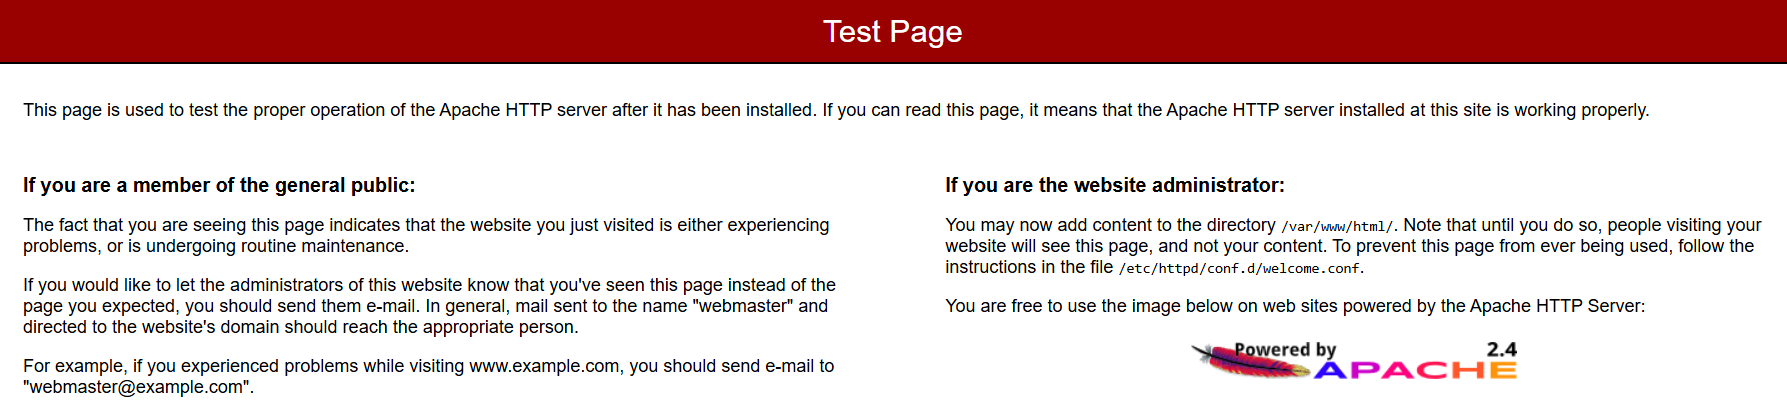 Test Page
This page is used to test the proper operation of the Apache HTTP server after it has been installed. If you can read this page, it means that the Apache HTTP server installed at this site is working properly.
If you are a member of the general public:
The fact that you are seeing this page indicates that the website you just visited is either experiencing
problems, or is undergoing routine maintenance.
If you would like to let the administrators of this website know that you've seen this page instead of the
page you expected, you should send them e-mail. In general, mail sent to the name "webmaster" and
directed to the website's domain should reach the appropriate person.
For example, if you experienced problems while visiting www.example.com, you should send e-mail to
"webmaster@example.com".
If you are the website administrator:
You may now add content to the directory /var/www/html/. Note that until you do so, people visiting your
website will see this page, and not your content. To prevent this page from ever being used, follow the
instructions in the file /etc/httpd/conf.d/welcome.conf.
You are free to use the image below on web sites powered by the Apache HTTP Server:
Powered by 2.4
APACHE